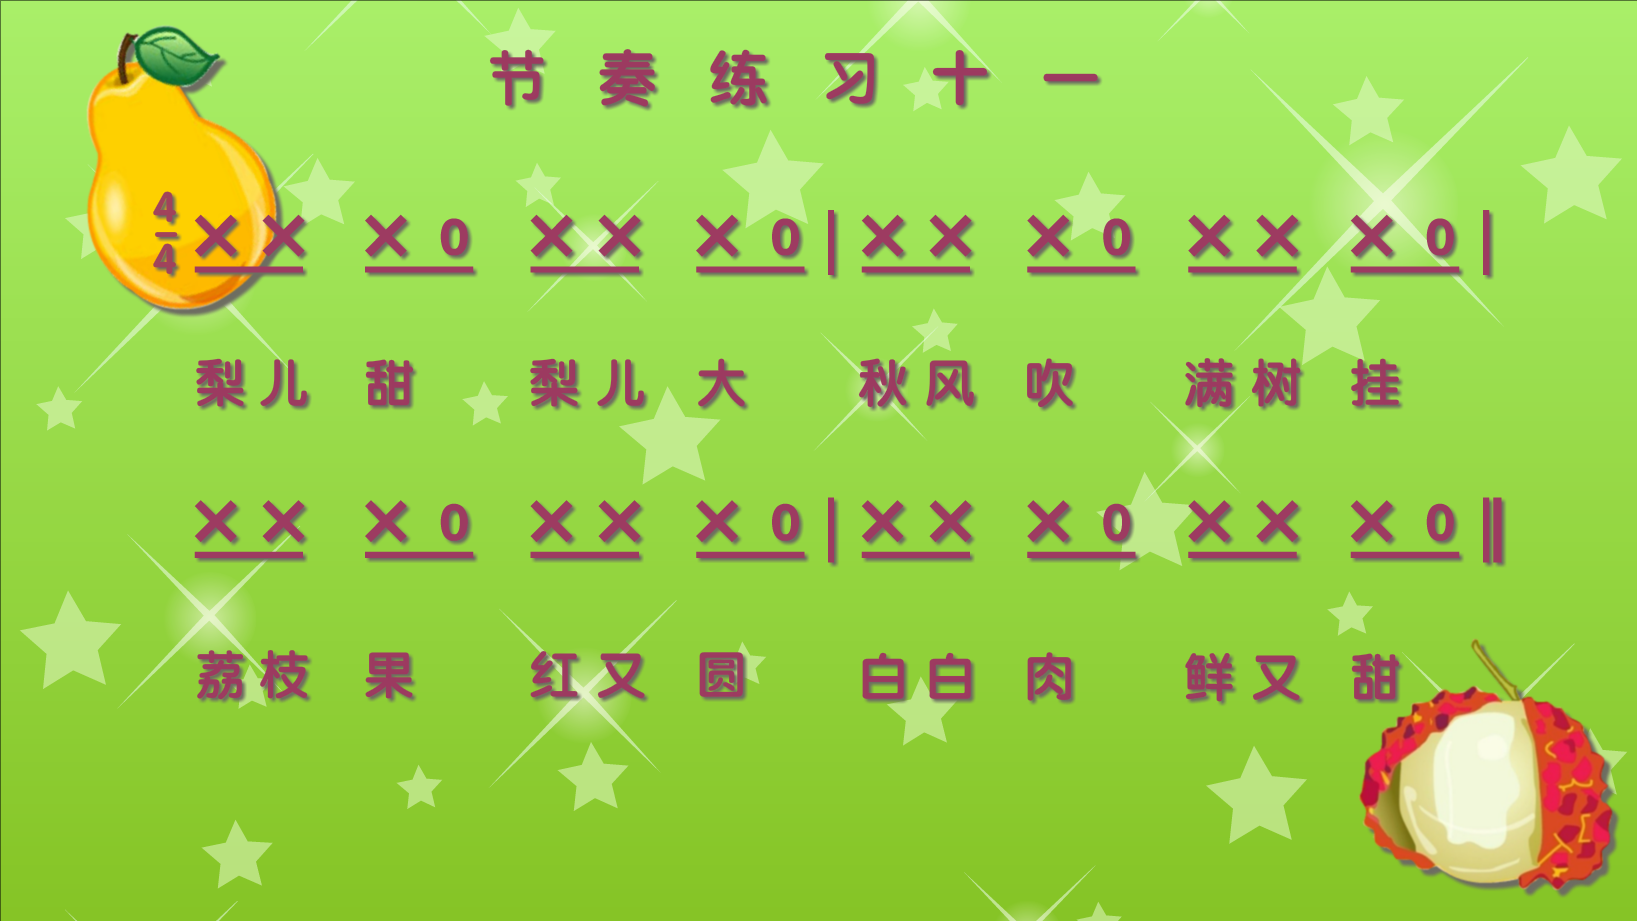 节奏练习十一
4/4 ×× ×0 ×× ×0 | ×× ×0 ×× ×0 |
梨儿 甜 梨儿 大 秋风 吹 满树 挂
×× ×0 ×× ×0 | ×× ×0 ×× ×0 ‖
荔枝 果 红又 圆 白白 肉 鲜又 甜